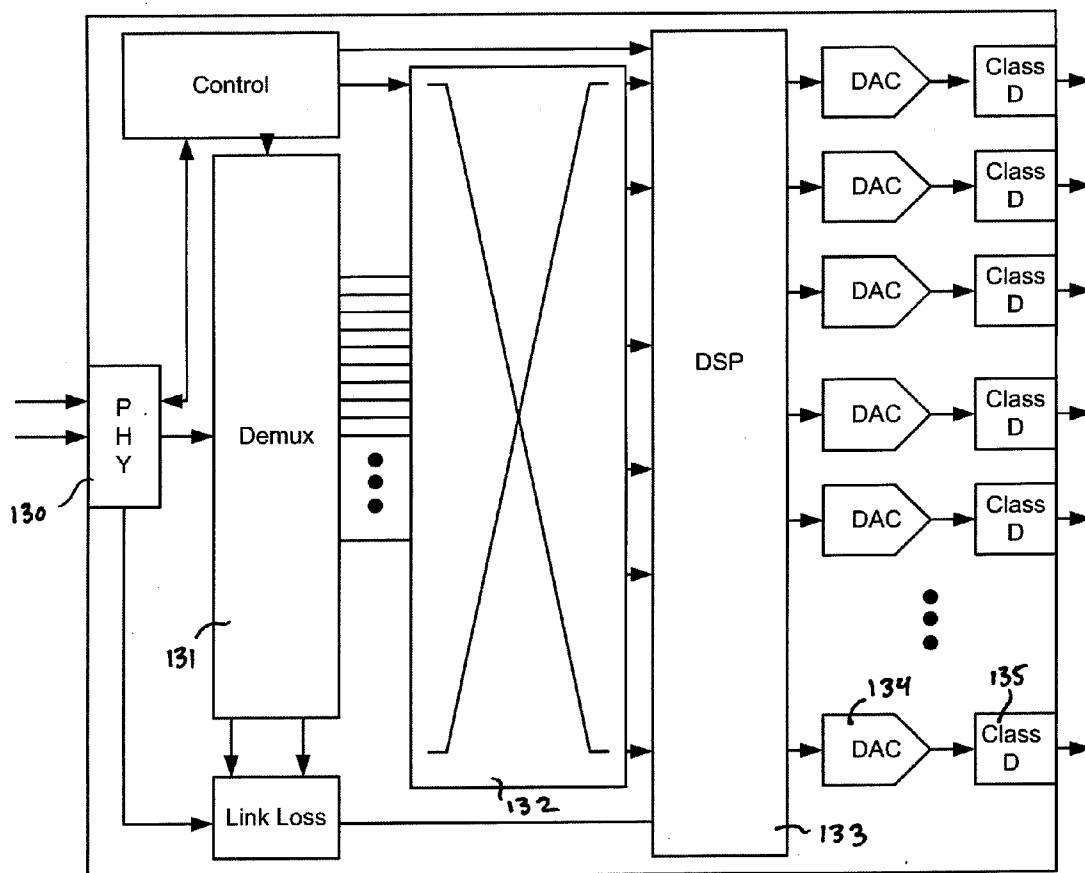 Control
DAC
Class
D
DAC
Class
D
DAC
Class
D
P
H
Y
Demux
DSP
DAC
Class
D
130
DAC
Class
D
131
134
135
DAC
Class
D
Link Loss
132
133